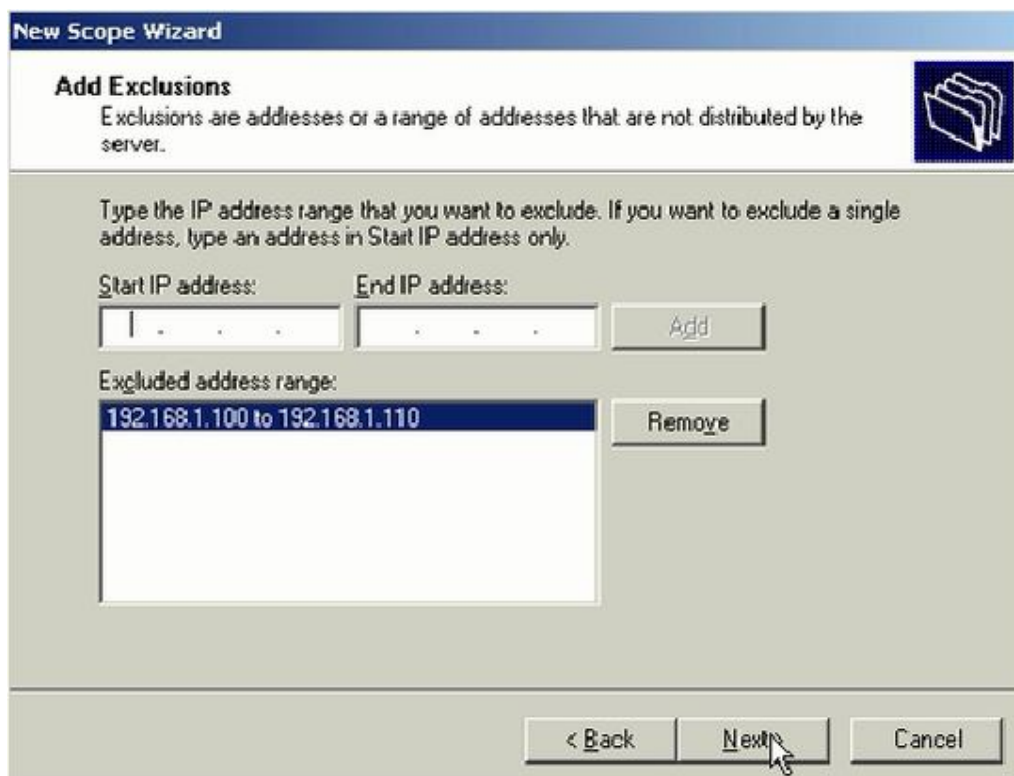 New Scope Wizard
Add Exclusions
Exclusions are addresses or a range of addresses that are not distributed by the
server.
Type the IP address range that you want to exclude. If you want to exclude a single
address, type an address in Start IP address only.
Start IP address: End IP address:
. . . . . . Add
Excluded address range:
192.168.1.100 to 192.168.1.110 Remove
< Back Next > Cancel